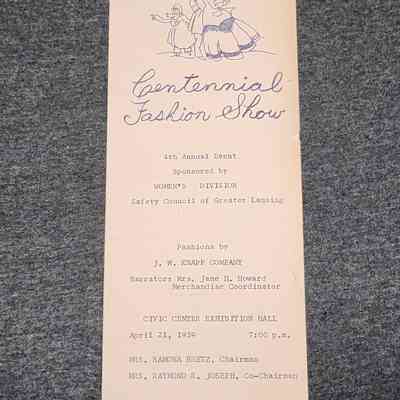 Centennial
Fashion Show
4th Annual Event
Sponsored by
WOMEN'S DIVISION
Safety Council of Greater Lansing
Fashions by
J. W. KNAPP COMPANY
Narrator: Mrs. Jane H. Howard
Merchandise Coordinator
CIVIC CENTER EXHIBITION HALL
April 21, 1959 7:00 p.m.
MRS. RAMONA BRETZ, Chairman
MRS. RAYMOND R. JOSEPH, Co-Chairman